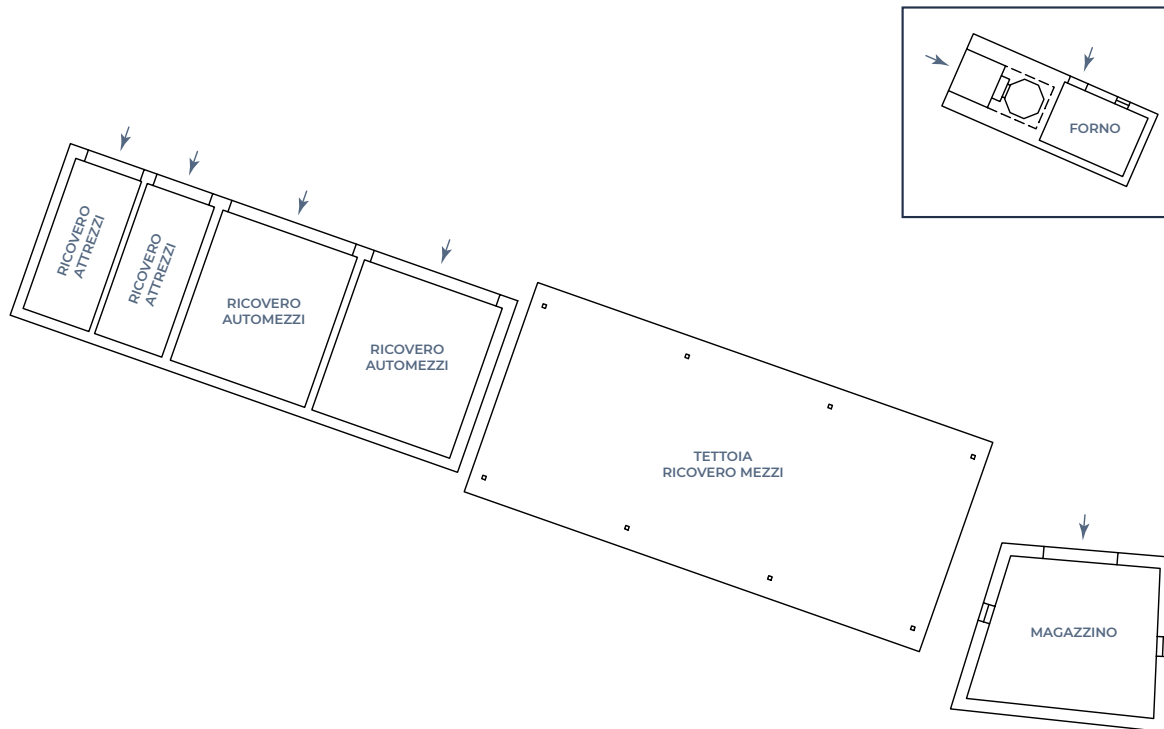 FORNO
RICOVERO
ATTREZZI
RICOVERO
ATTREZZI
RICOVERO
AUTOMEZZI
RICOVERO
AUTOMEZZI
TETTOIA
RICOVERO MEZZI
MAGAZZINO